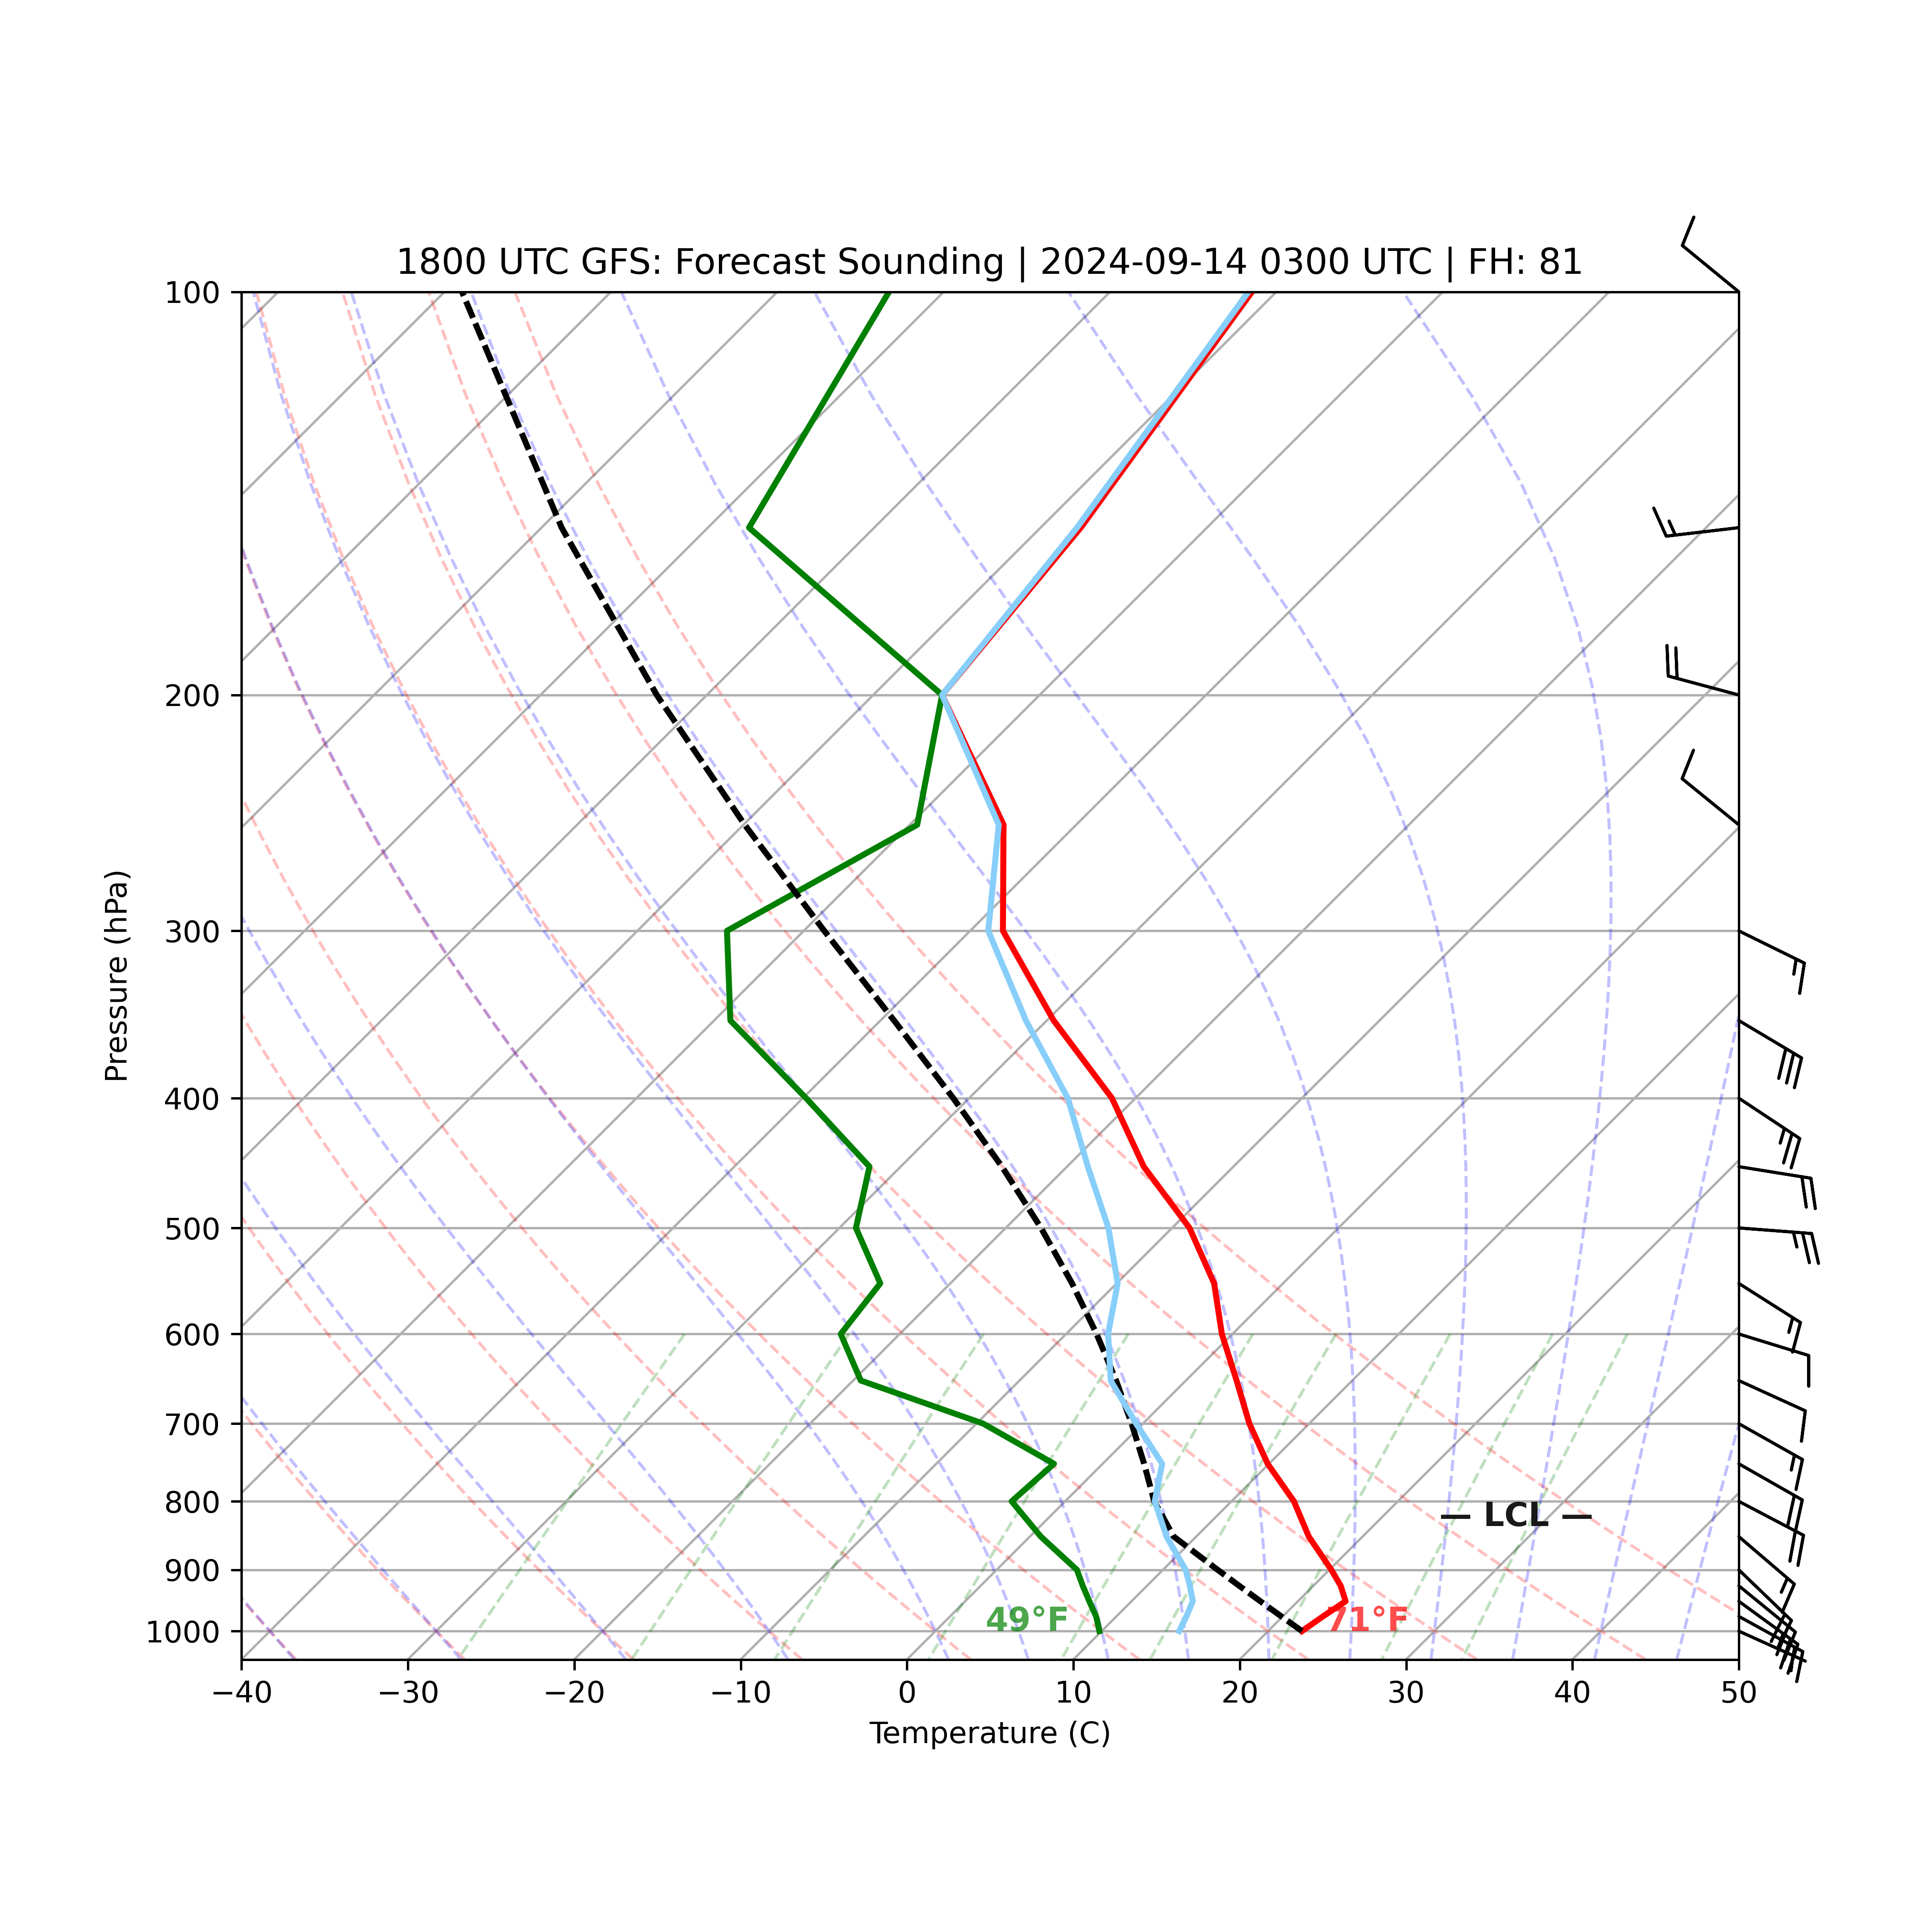 1800 UTC GFS: Forecast Sounding | 2024-09-14 0300 UTC | FH: 81
100
200
300
400
500
600
700
800
900
1000
Pressure (hPa)
— LCL —
49°F
71°F
−40 −30 −20 −10 0 10 20 30 40 50
Temperature (C)